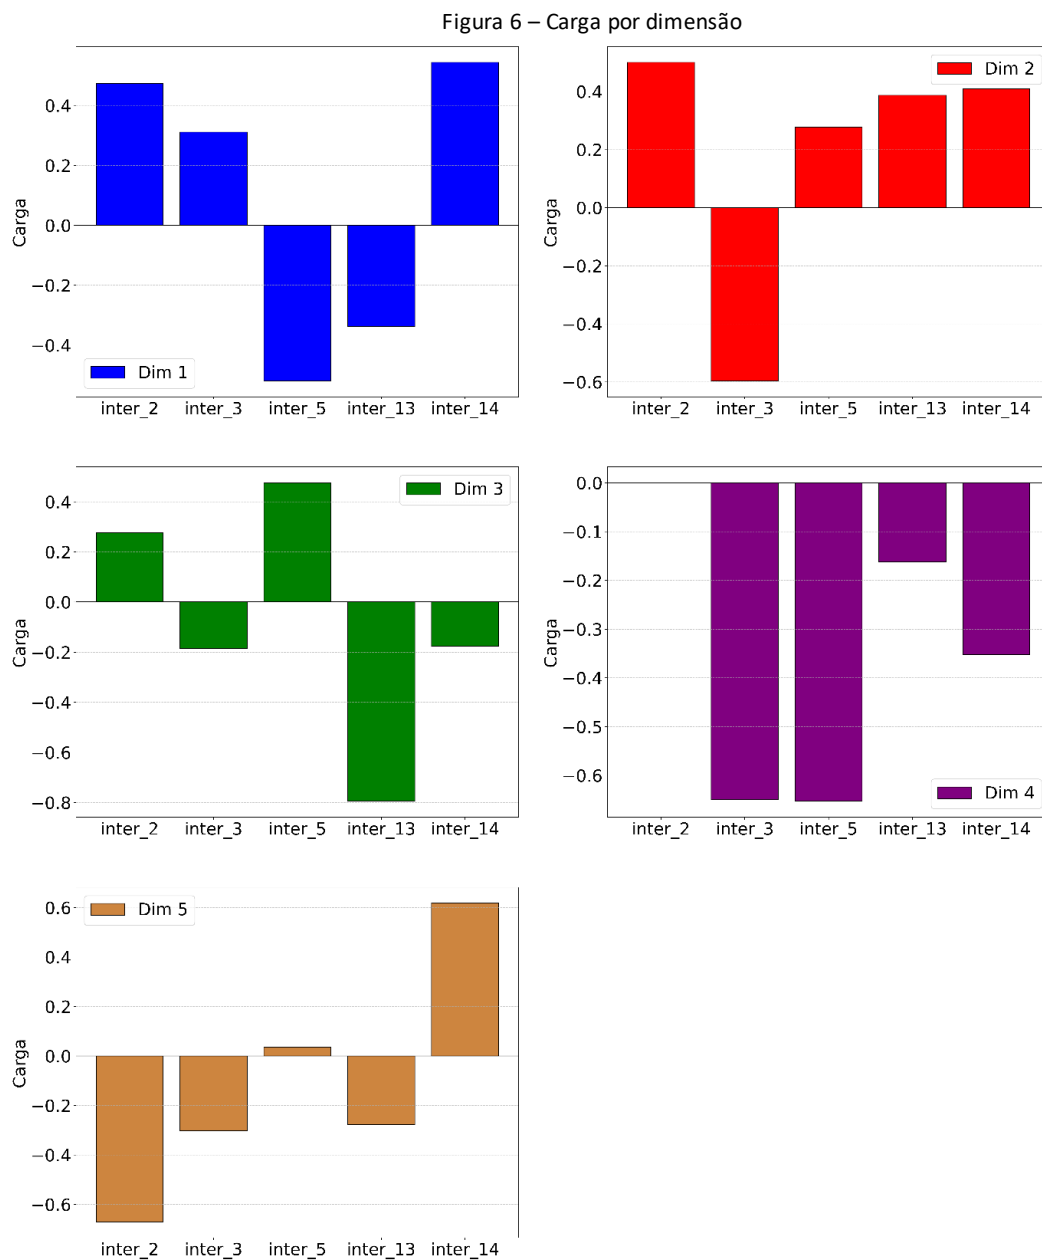 Figura 6 – Carga por dimensão
Carga
0.4
0.2
0.0
−0.2
−0.4
Dim 1
inter_2 inter_3 inter_5 inter_13 inter_14
Carga
0.4
0.2
0.0
−0.2
−0.4
−0.6
Dim 2
inter_2 inter_3 inter_5 inter_13 inter_14
Carga
0.4
0.2
0.0
−0.2
−0.4
−0.6
−0.8
Dim 3
inter_2 inter_3 inter_5 inter_13 inter_14
Carga
0.0
−0.1
−0.2
−0.3
−0.4
−0.5
−0.6
Dim 4
inter_2 inter_3 inter_5 inter_13 inter_14
Carga
0.6
0.4
0.2
0.0
−0.2
−0.4
−0.6
Dim 5
inter_2 inter_3 inter_5 inter_13 inter_14